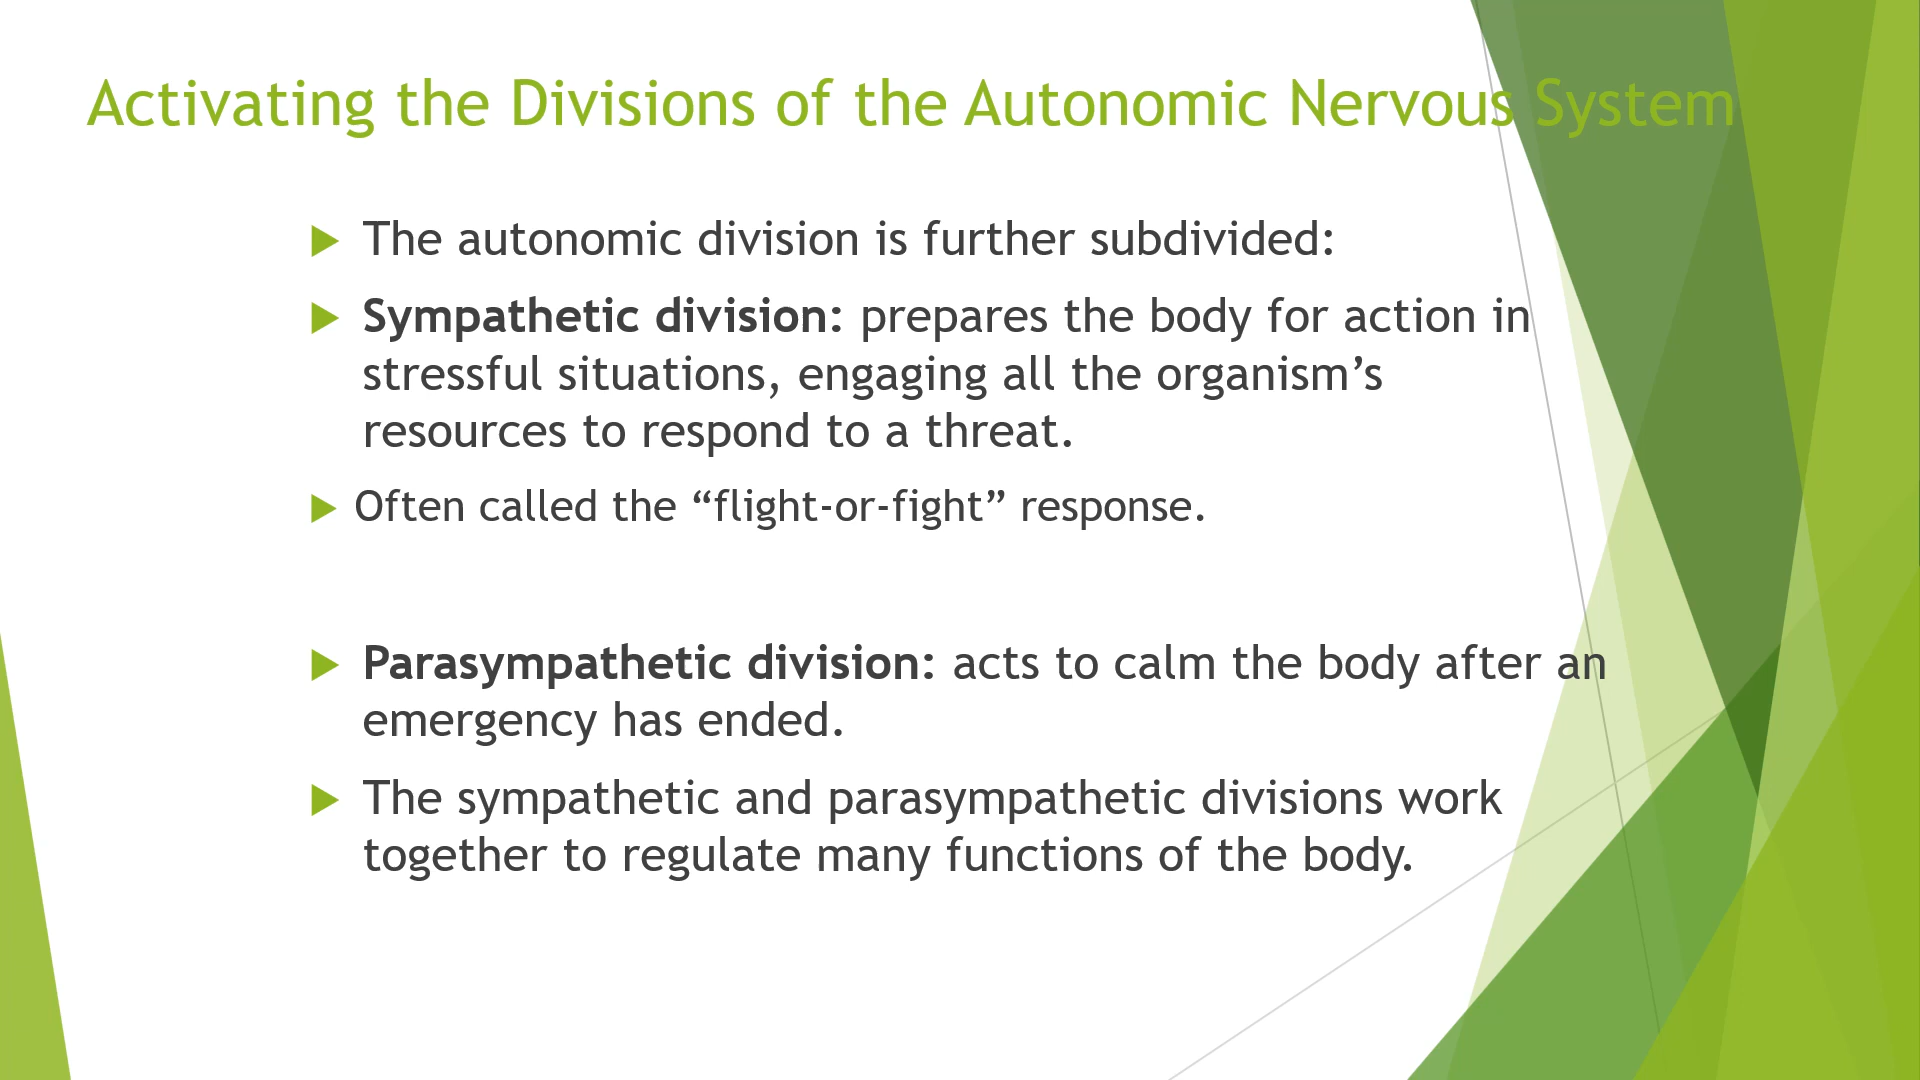 Activating the Divisions of the Autonomic Nervous System
The autonomic division is further subdivided:
Sympathetic division: prepares the body for action in
stressful situations, engaging all the organism’s
resources to respond to a threat.
Often called the “flight-or-fight” response.
Parasympathetic division: acts to calm the body after an
emergency has ended.
The sympathetic and parasympathetic divisions work
together to regulate many functions of the body.